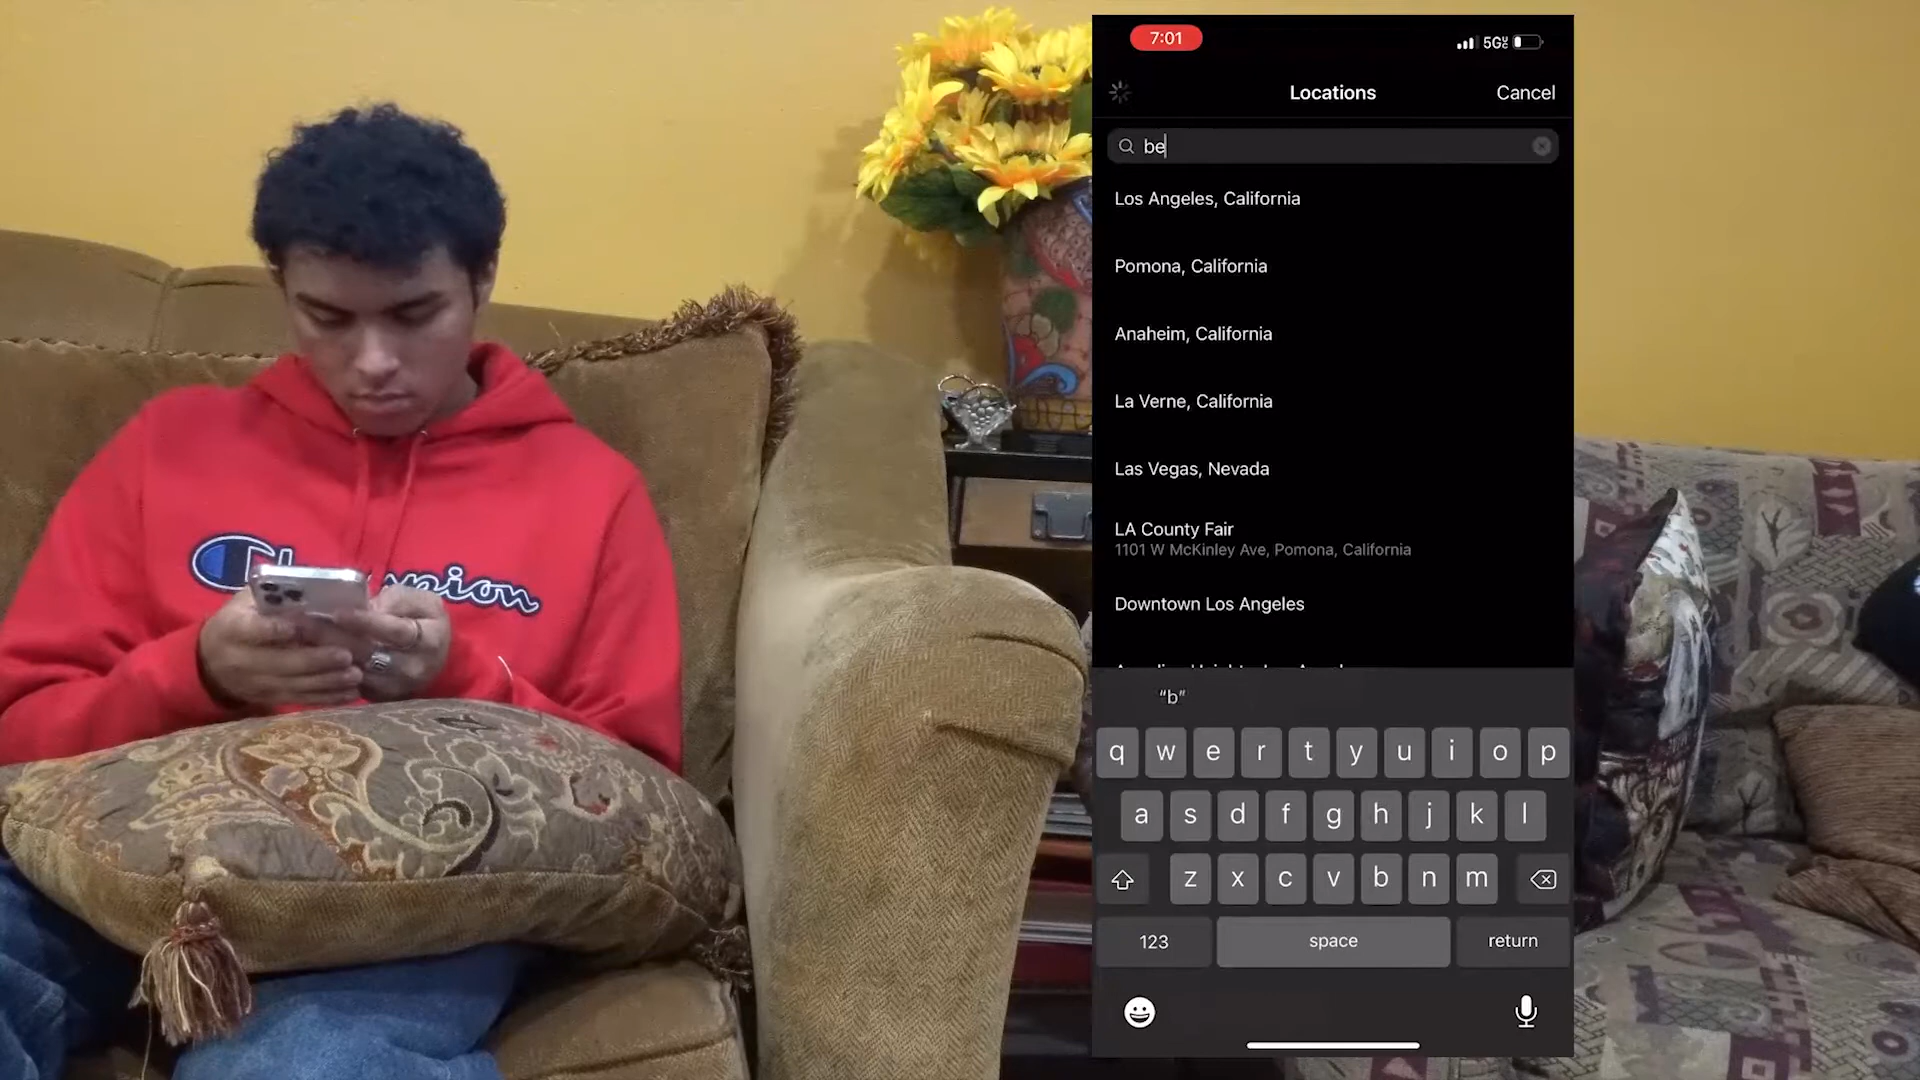 7:01
5G
Locations
Cancel
be
Los Angeles, California
Pomona, California
Anaheim, California
La Verne, California
Las Vegas, Nevada
LA County Fair
1101 W McKinley Ave, Pomona, California
Downtown Los Angeles
"b"
q w e r t y u i o p
a s d f g h j k l
z x c v b n m
123
space
return
Champion